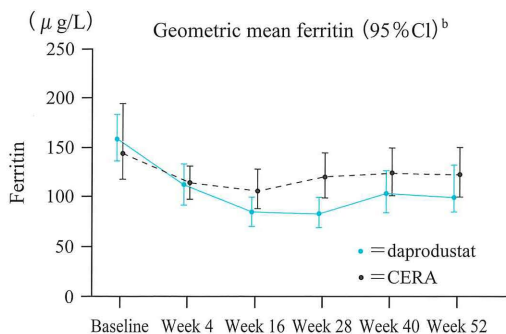 (μg/L)
Geometric mean ferritin (95%Cl)ᵇ
250
200
150
100
50
0
Ferritin
=daprodustat
=CERA
Baseline Week 4 Week 16 Week 28 Week 40 Week 52